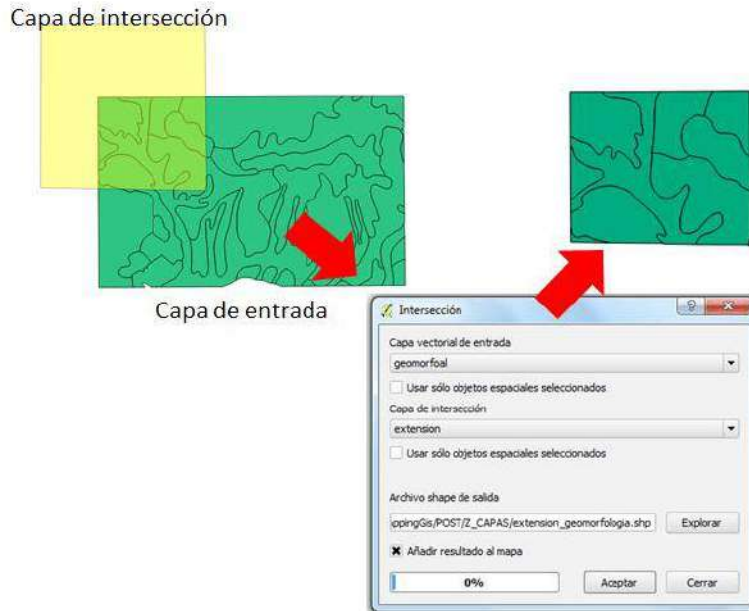 Capa de intersección
Capa de entrada
Intersección
Capa vectorial de entrada
geomorfoal
Usar sólo objetos espaciales seleccionados
Capa de intersección
extension
Usar sólo objetos espaciales seleccionados
Archivo shape de salida
ppingGis/POST/Z_CAPAS/extension_geomorfologia.shp
Explorar
Añadir resultado al mapa
0%
Aceptar
Cerrar